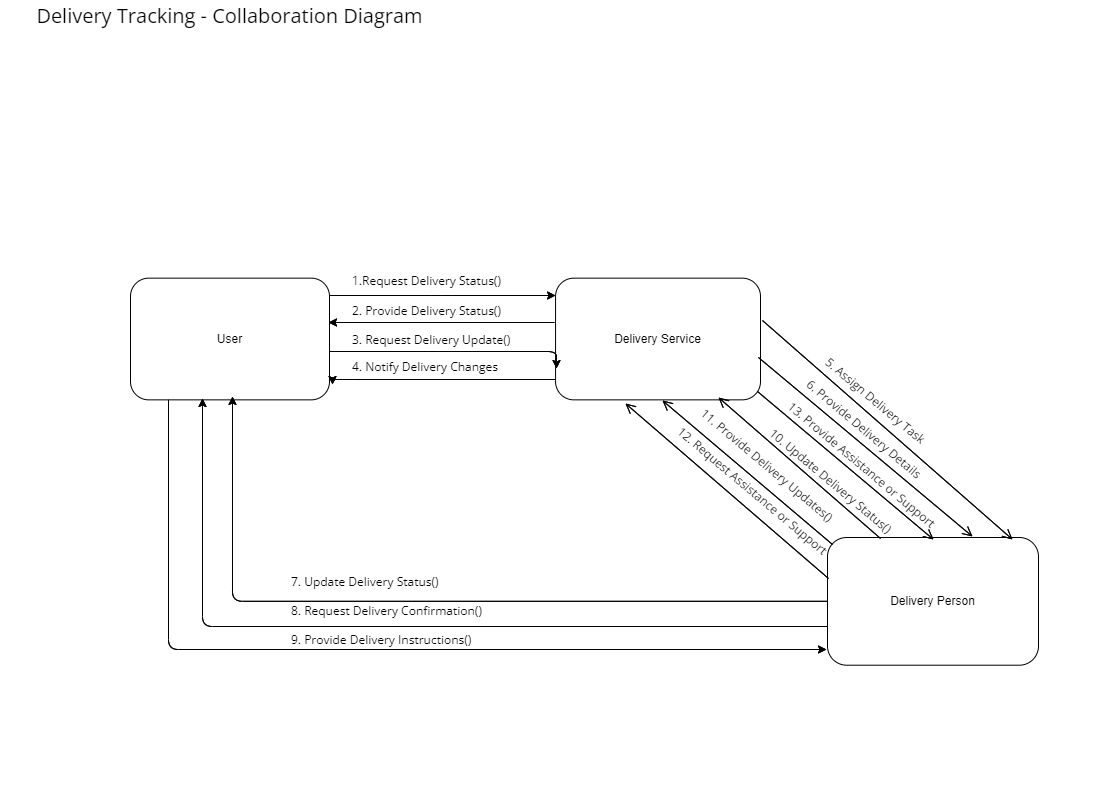 Delivery Tracking - Collaboration Diagram
1.Request Delivery Status()
2. Provide Delivery Status()
User
Delivery Service
3. Request Delivery Update()
4. Notify Delivery Changes
5. Assign Delivery Task
6. Provide Delivery Details
13. Provide Assistance or Support
10. Update Delivery Status()
11. Provide Delivery Updates()
12. Request Assistance or Support
7. Update Delivery Status()
8. Request Delivery Confirmation()
9. Provide Delivery Instructions()
Delivery Person